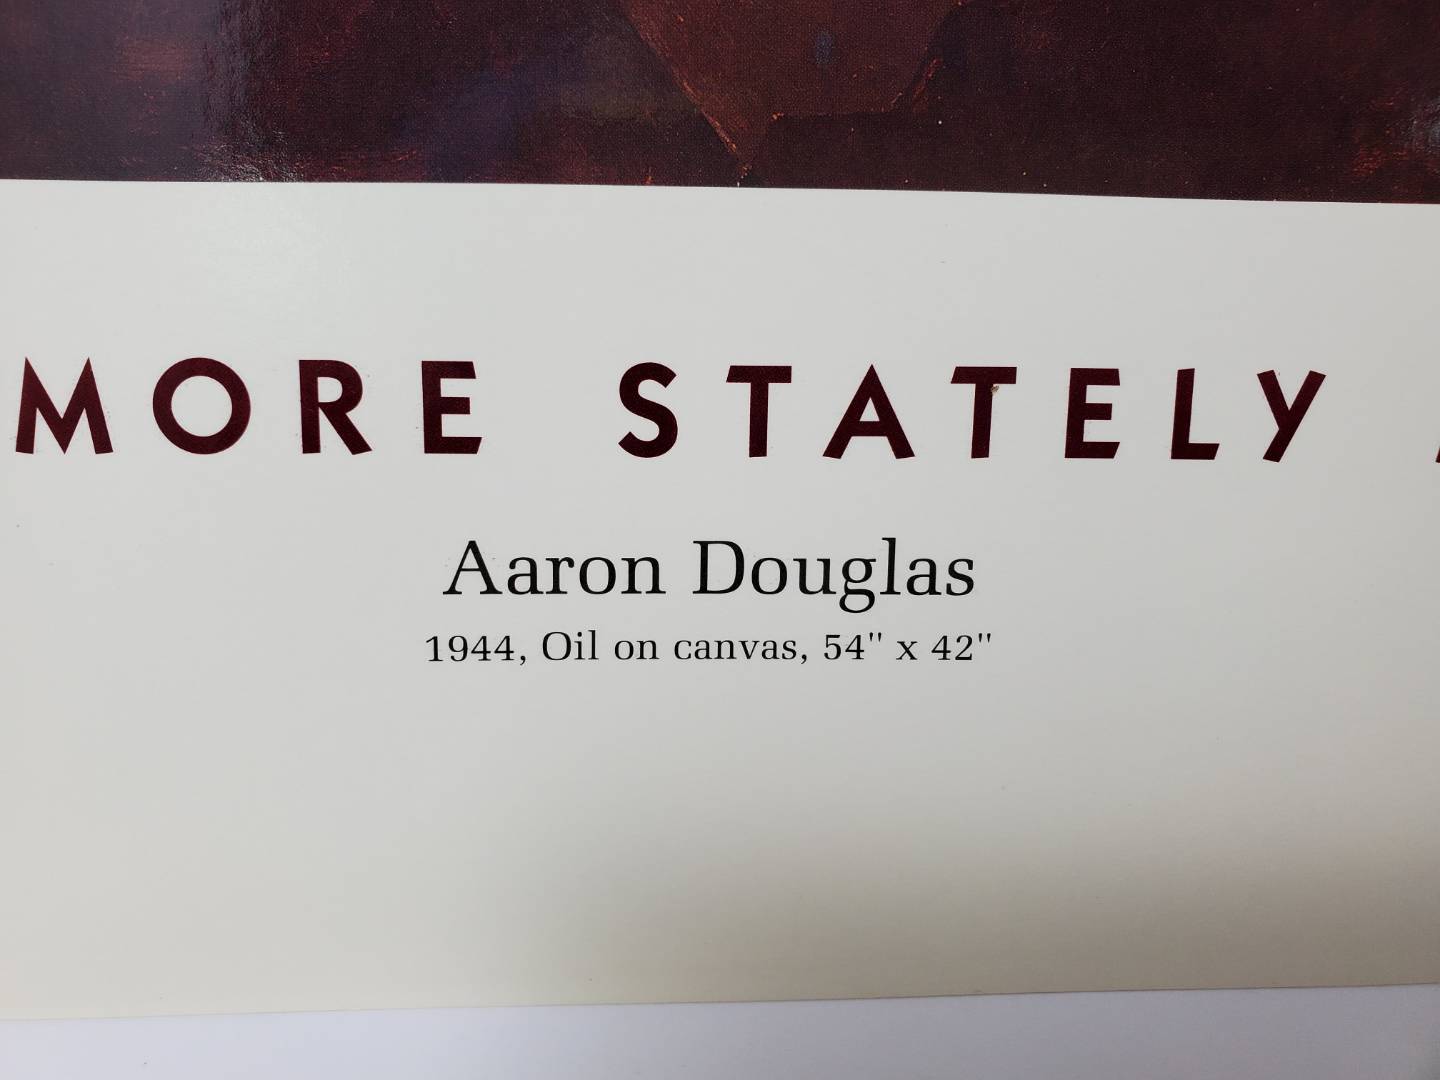 MORE STATELY
Aaron Douglas
1944, Oil on canvas, 54" x 42"